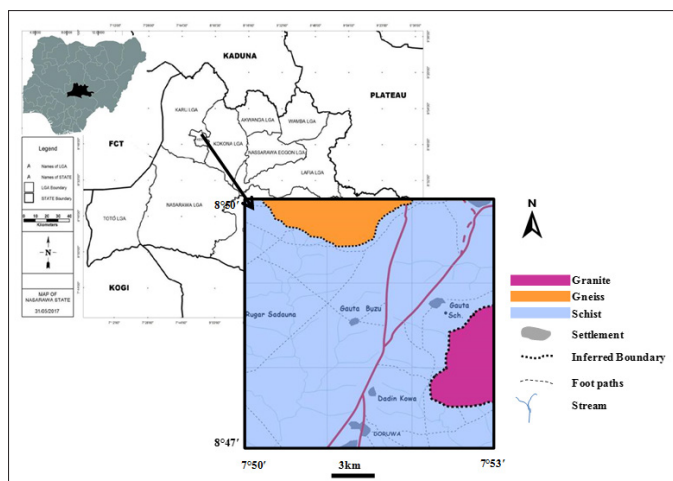 KADUNA
PLATEAU
FCT
KOGI
KARU LGA
AKWANGA LGA
WAMBA LGA
KOKONA LGA
NASSARAWA EGGON LGA
LAFIA LGA
NASARAWA LGA
TOTO LGA
Legend
Names of LGA
Names of STATE
LGA Boundary
STATE Boundary
Kilometers
N
MAP OF
NASARAWA STATE
31/05/2017
8°50′
8°47′
7°50′
7°53′
3km
Rugar Sadauna
Gauta Buzu
Gauta
Sch.
Dadin Kowa
DORUWA
N
Granite
Gneiss
Schist
Settlement
Inferred Boundary
Foot paths
Stream